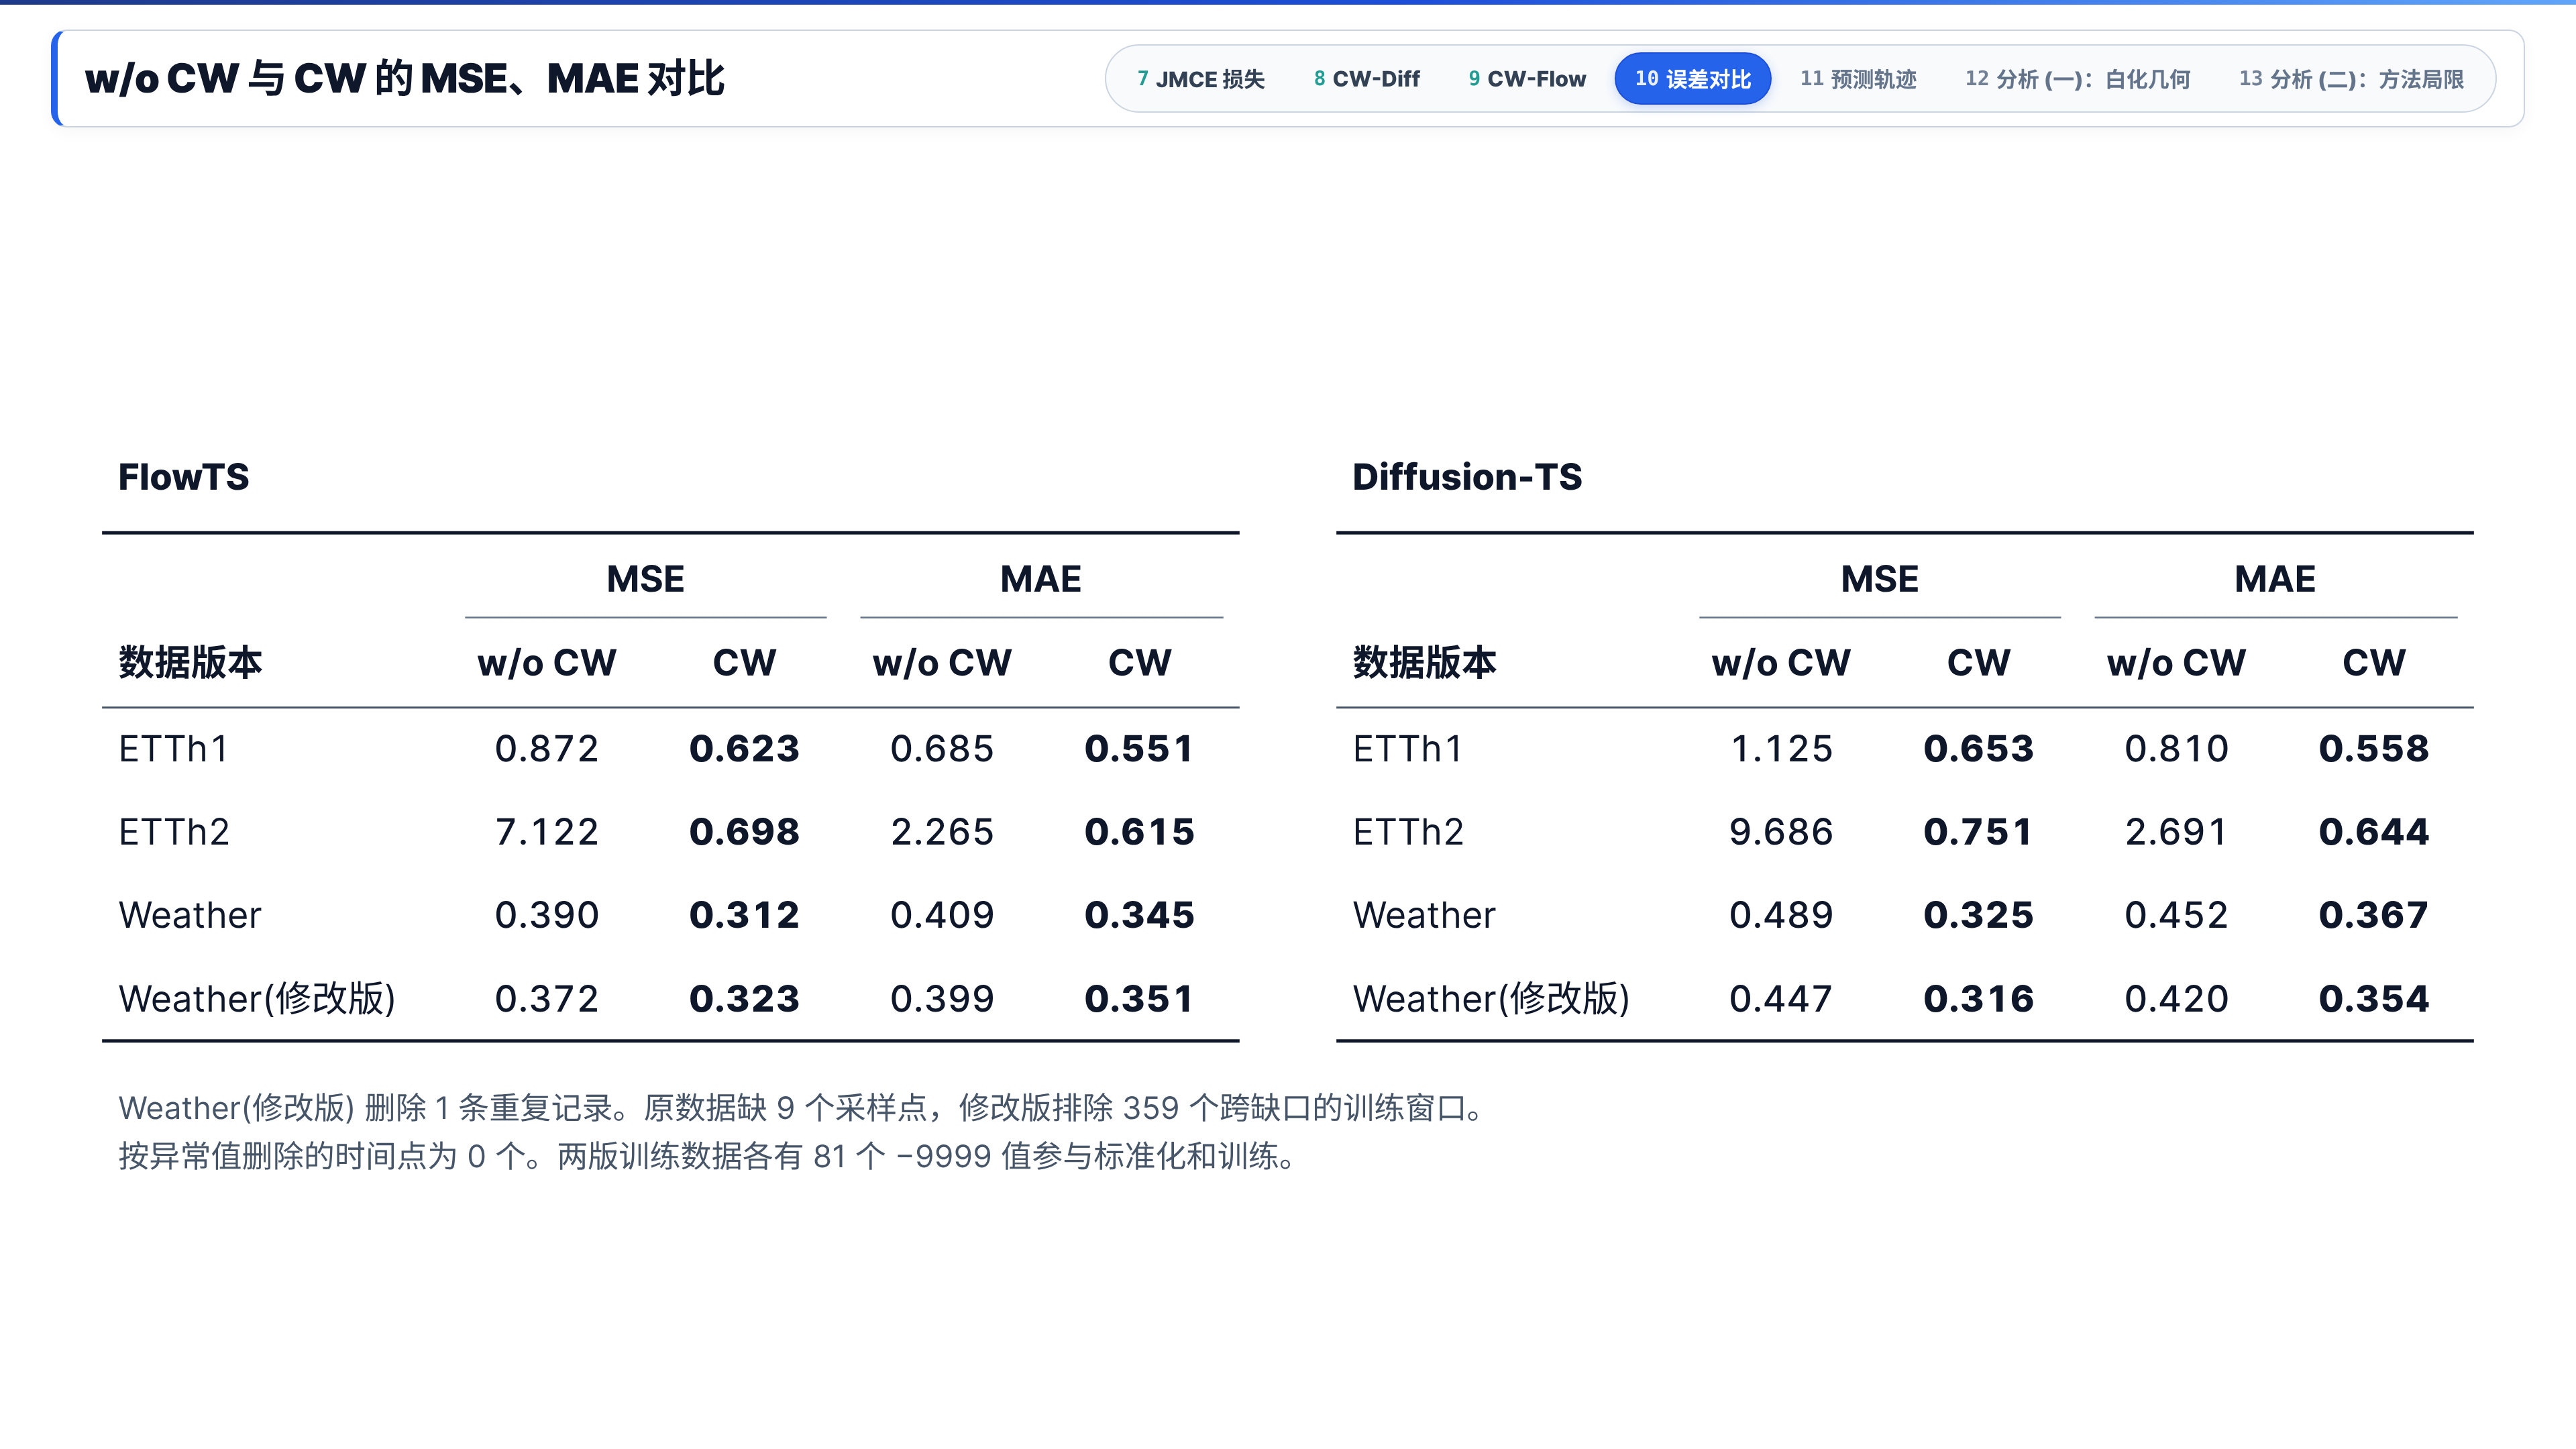 w/o CW 与 CW 的 MSE、MAE 对比
7 JMCE 损失 8 CW-Diff 9 CW-Flow 10 误差对比 11 预测轨迹 12 分析 (一)：白化几何 13 分析 (二)：方法局限
FlowTS
MSE MAE
数据版本 w/o CW CW w/o CW CW
ETTh1 0.872 0.623 0.685 0.551
ETTh2 7.122 0.698 2.265 0.615
Weather 0.390 0.312 0.409 0.345
Weather(修改版) 0.372 0.323 0.399 0.351
Diffusion-TS
MSE MAE
数据版本 w/o CW CW w/o CW CW
ETTh1 1.125 0.653 0.810 0.558
ETTh2 9.686 0.751 2.691 0.644
Weather 0.489 0.325 0.452 0.367
Weather(修改版) 0.447 0.316 0.420 0.354
Weather(修改版) 删除 1 条重复记录。原数据缺 9 个采样点，修改版排除 359 个跨缺口的训练窗口。
按异常值删除的时间点为 0 个。两版训练数据各有 81 个 −9999 值参与标准化和训练。